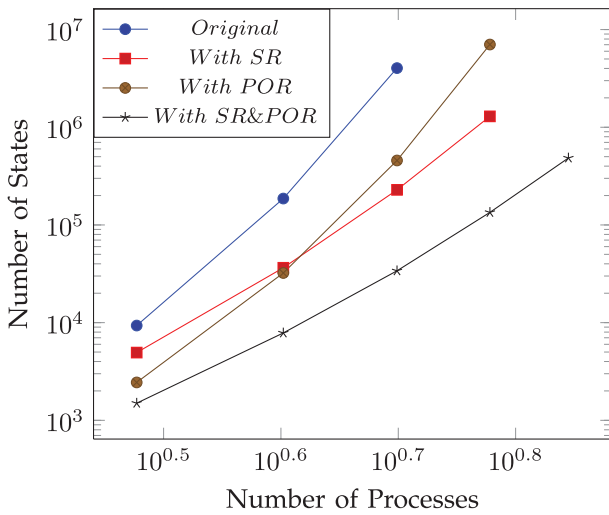 Original
With SR
With POR
With SR&POR
10^7
10^6
10^5
10^4
10^3
Number of States
10^0.5 10^0.6 10^0.7 10^0.8
Number of Processes